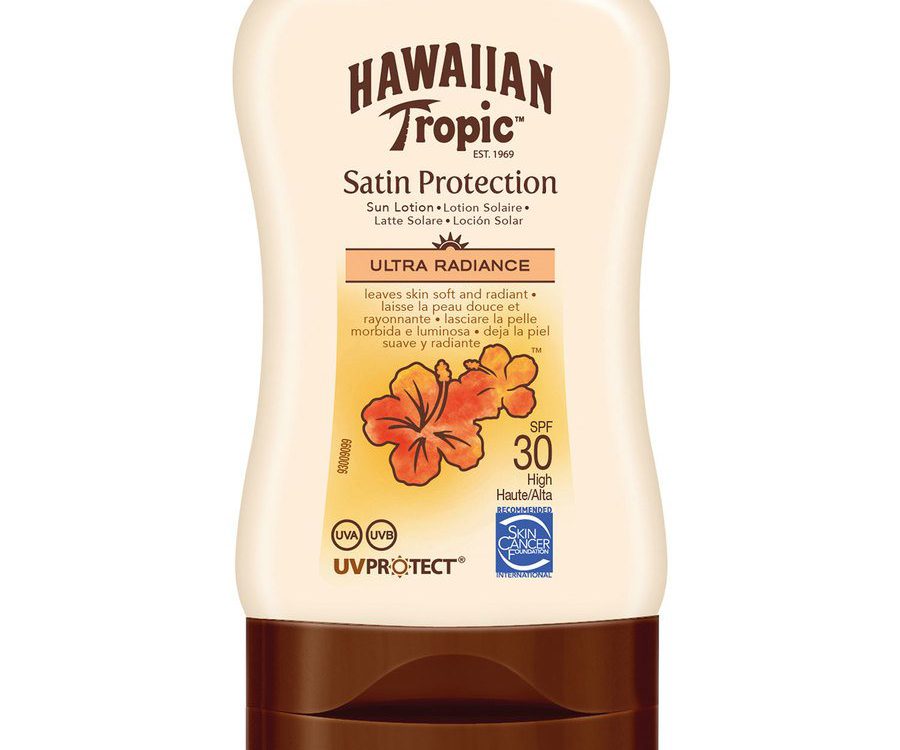 HAWAIIAN
Tropic™
EST. 1969
Satin Protection
Sun Lotion • Lotion Solaire •
Latte Solare • Loción Solar
ULTRA RADIANCE
leaves skin soft and radiant •
laisse la peau douce et
rayonnante • lasciare la pelle
morbida e luminosa • deja la piel
suave y radiante
™
SPF
30
High
Haute/Alta
93009099
RECOMMENDED
SKIN
CANCER
FOUNDATION
INTERNATIONAL
UVA UVB
UVPROTECT®